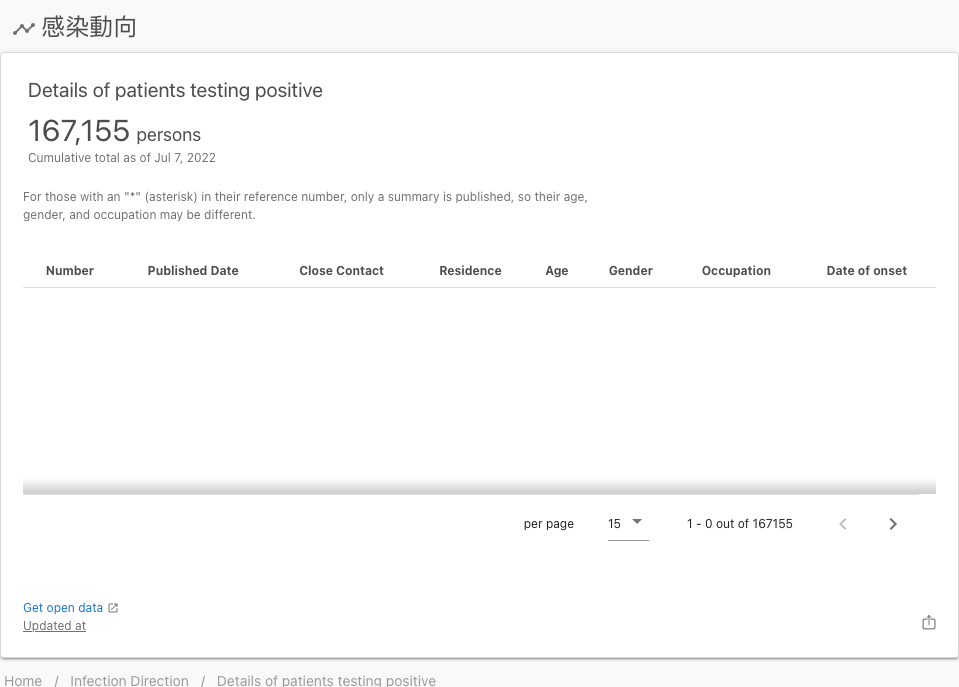 感染動向
Details of patients testing positive
167,155 persons
Cumulative total as of Jul 7, 2022
For those with an "*" (asterisk) in their reference number, only a summary is published, so their age,
gender, and occupation may be different.
Number Published Date Close Contact Residence Age Gender Occupation Date of onset
per page 15 1 - 0 out of 167155
Get open data
Updated at
Home / Infection Direction / Details of patients testing positive